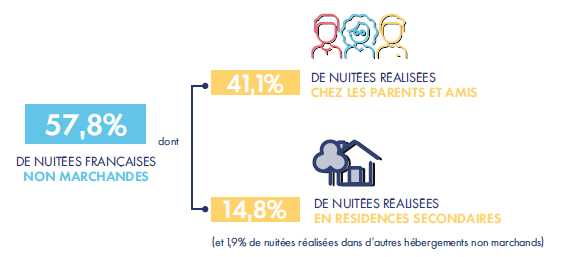 57,8%
DE NUITÉES FRANÇAISES
NON MARCHANDES
dont
41,1%
DE NUITÉES RÉALISÉES
CHEZ LES PARENTS ET AMIS
14,8%
DE NUITÉES RÉALISÉES
EN RESIDENCES SECONDAIRES
(et 1,9% de nuitées réalisées dans d'autres hébergements non marchands)